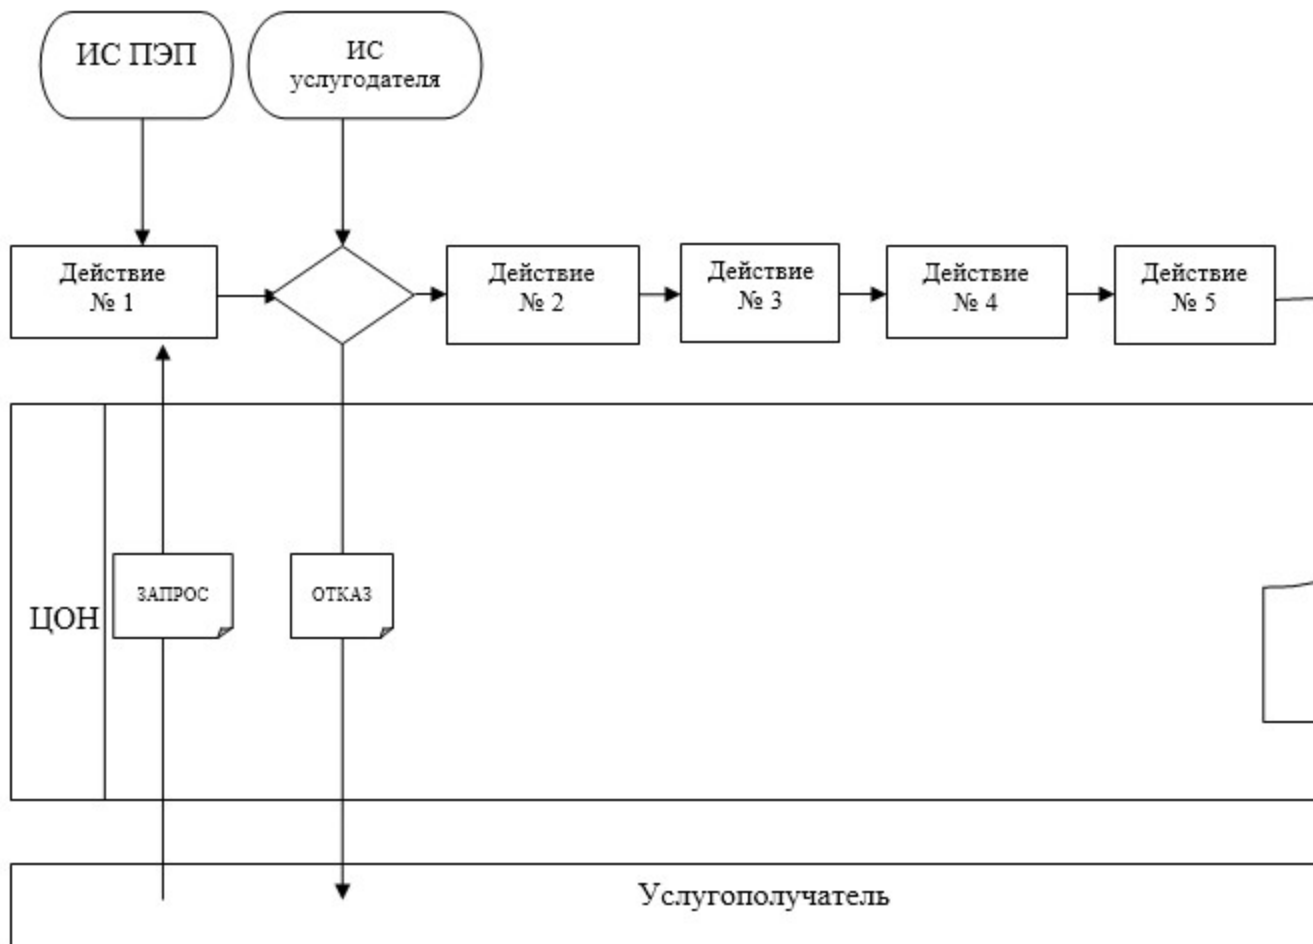 ИС ПЭП
ИС
услугодателя
Действие
№ 1
Действие
№ 2
Действие
№ 3
Действие
№ 4
Действие
№ 5
ЦОН
ЗАПРОС
ОТКАЗ
Услугополучатель